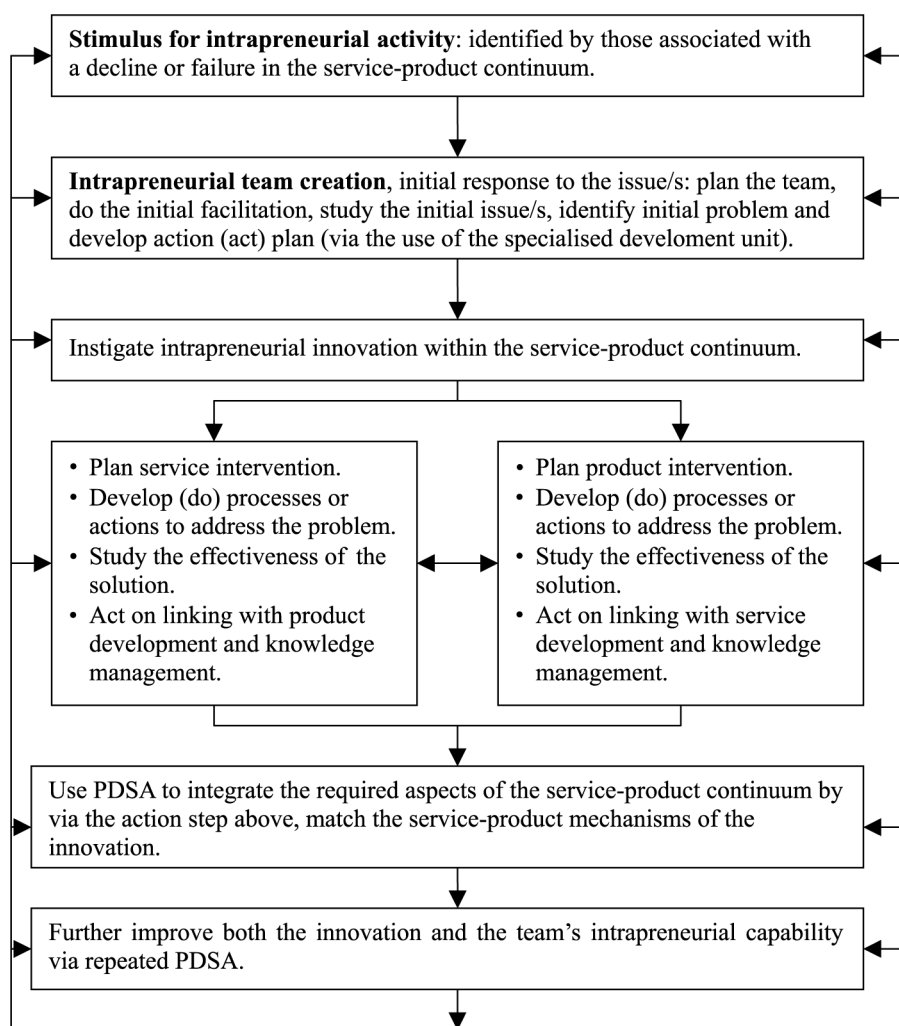 Stimulus for intrapreneurial activity: identified by those associated with
a decline or failure in the service-product continuum.
Intrapreneurial team creation, initial response to the issue/s: plan the team,
do the initial facilitation, study the initial issue/s, identify initial problem and
develop action (act) plan (via the use of the specialised develoment unit).
Instigate intrapreneurial innovation within the service-product continuum.
• Plan service intervention.
• Develop (do) processes or
actions to address the problem.
• Study the effectiveness of the
solution.
• Act on linking with product
development and knowledge
management.
• Plan product intervention.
• Develop (do) processes or
actions to address the problem.
• Study the effectiveness of the
solution.
• Act on linking with service
development and knowledge
management.
Use PDSA to integrate the required aspects of the service-product continuum by
via the action step above, match the service-product mechanisms of the
innovation.
Further improve both the innovation and the team's intrapreneurial capability
via repeated PDSA.